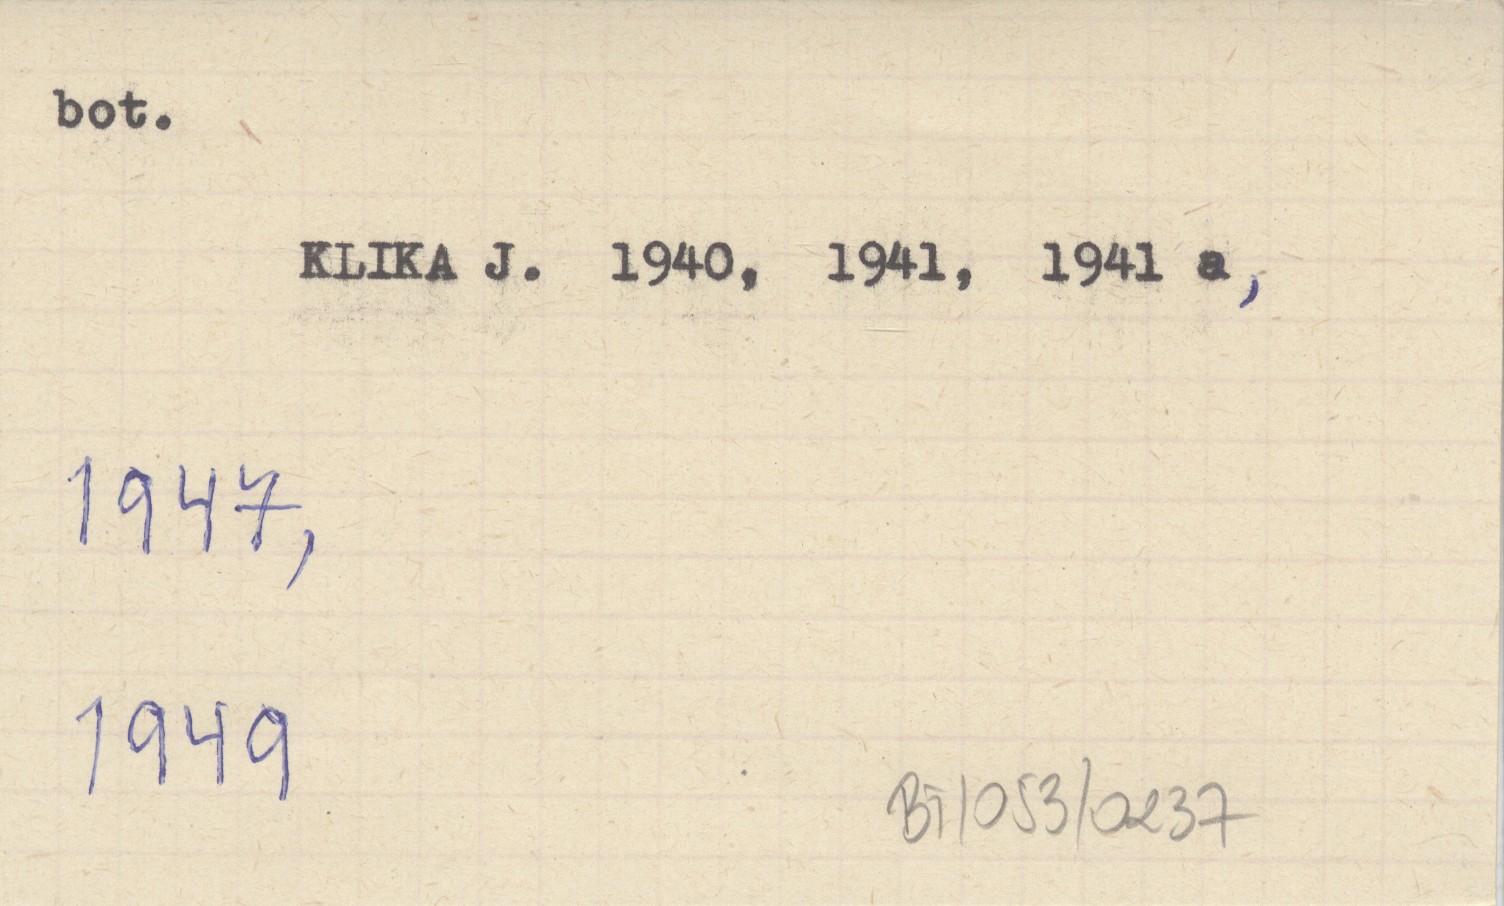 bot.
KLIKA J. 1940, 1941, 1941 a,
1947,
1949
BT/053/0237